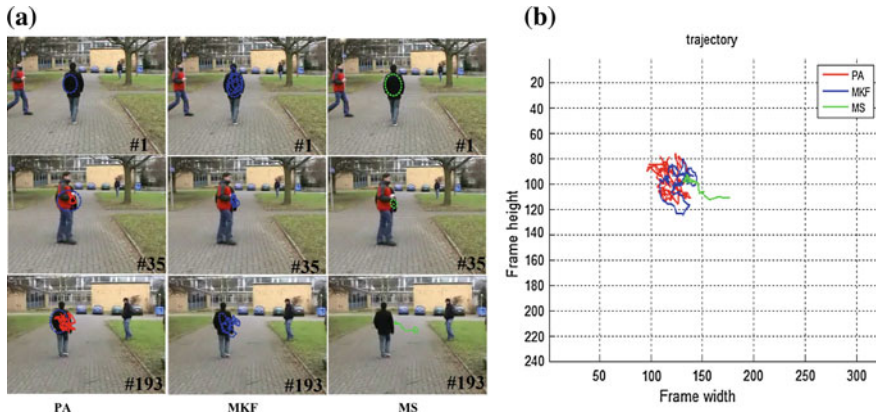 (a)
#1
#1
#1
#35
#35
#35
#193
#193
#193
PA
MKF
MS
(b)
trajectory
PA
MKF
MS
20
40
60
80
100
120
140
160
180
200
220
240
Frame height
50
100
150
200
250
300
Frame width